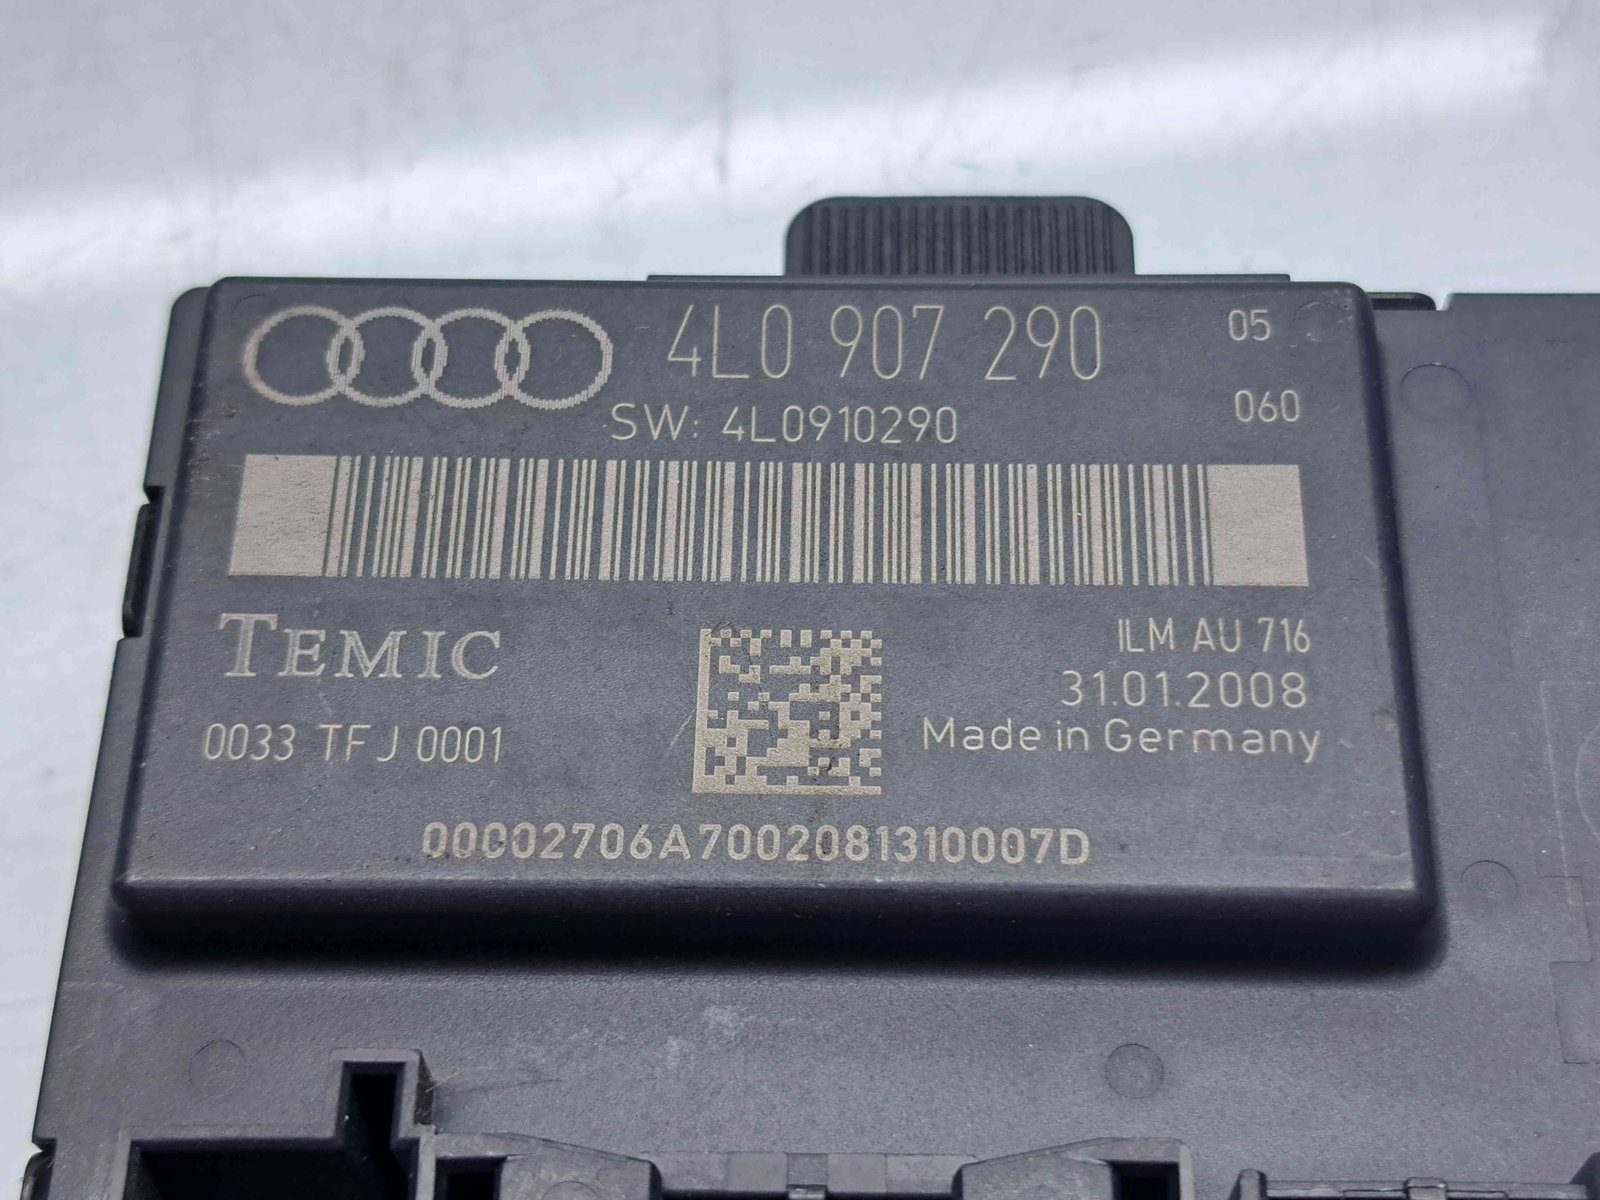 4L0 907 290 05
SW: 4L0910290 060
TEMIC
ILM AU 716
31.01.2008
0033 TFJ 0001
Made in Germany
00002706A7002081310007D